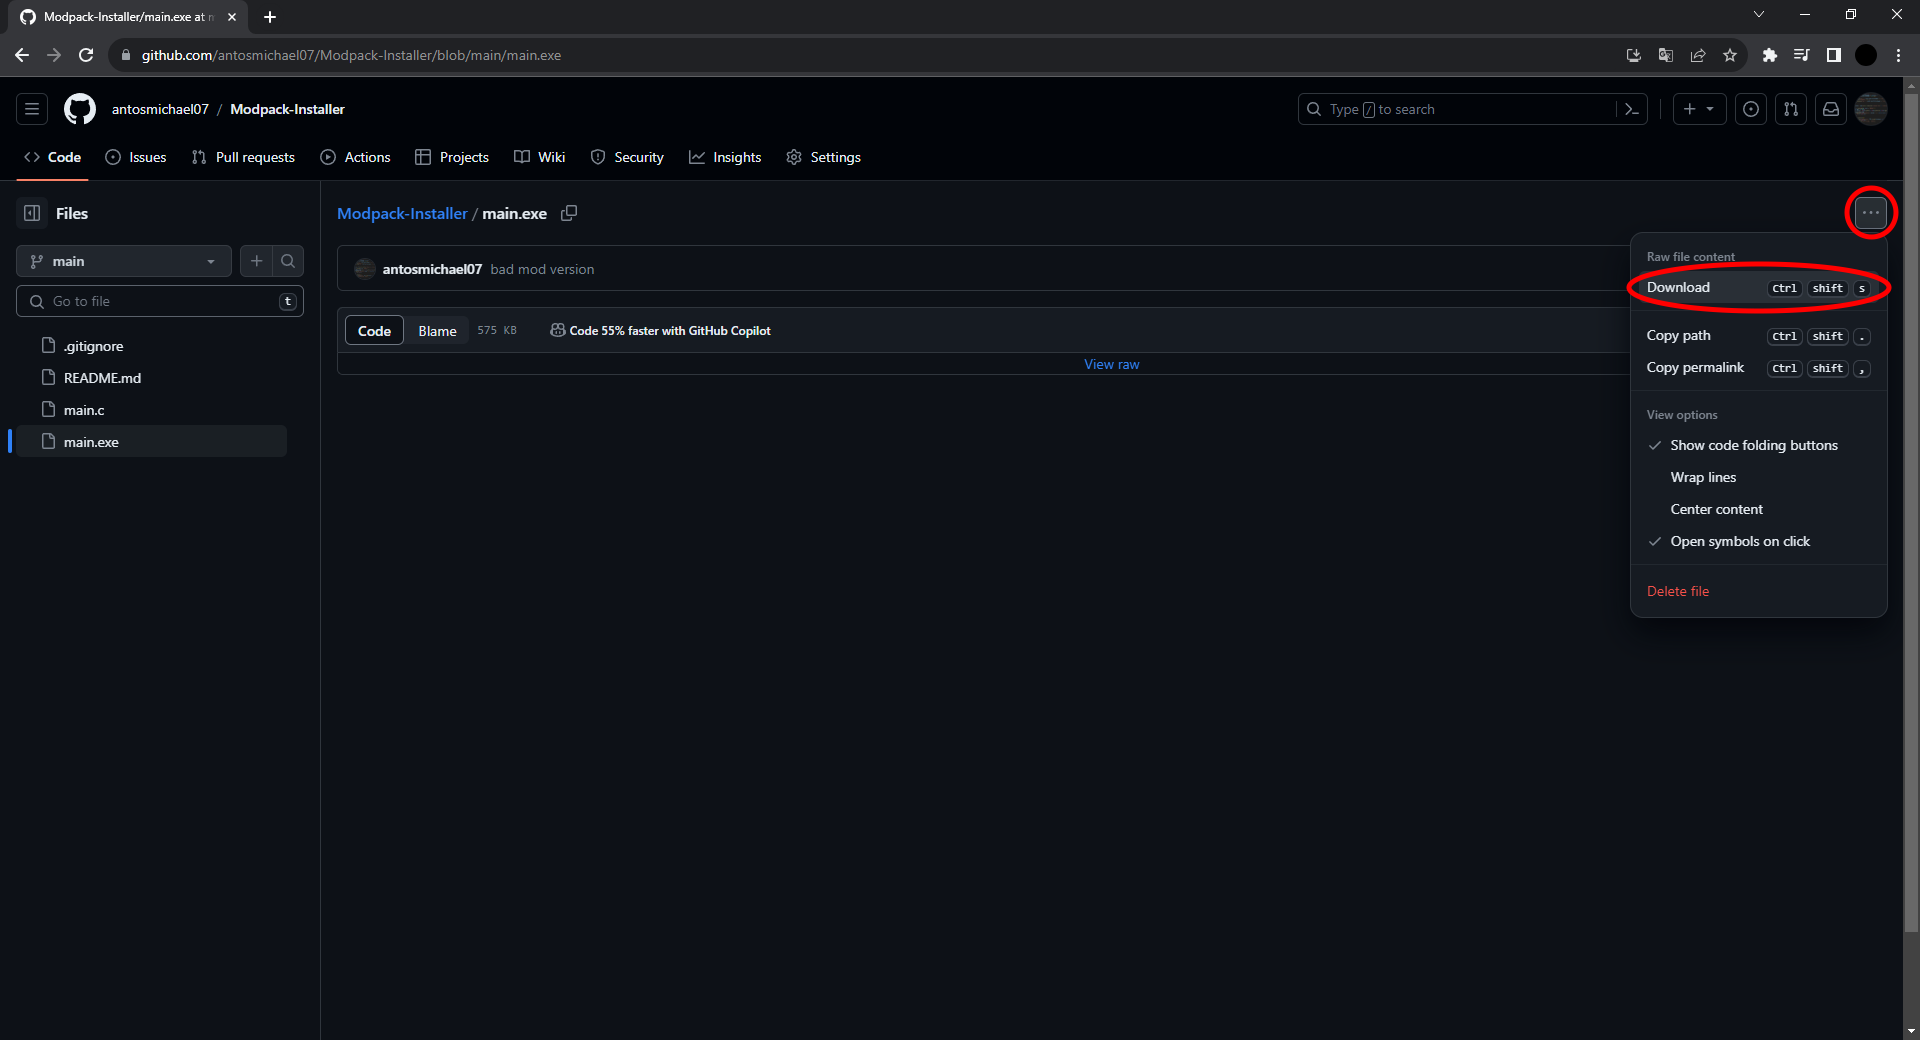 Modpack-Installer/main.exe at
github.com/antosmichael07/Modpack-Installer/blob/main/main.exe
antosmichael07 / Modpack-Installer
Type / to search
Code Issues Pull requests Actions Projects Wiki Security Insights Settings
Files
Modpack-Installer / main.exe
main
Go to file t
.gitignore
README.md
main.c
main.exe
antosmichael07 bad mod version
Code Blame 575 KB Code 55% faster with GitHub Copilot
View raw
Raw file content
Download Ctrl shift s
Copy path Ctrl shift .
Copy permalink Ctrl shift ,
View options
Show code folding buttons
Wrap lines
Center content
Open symbols on click
Delete file